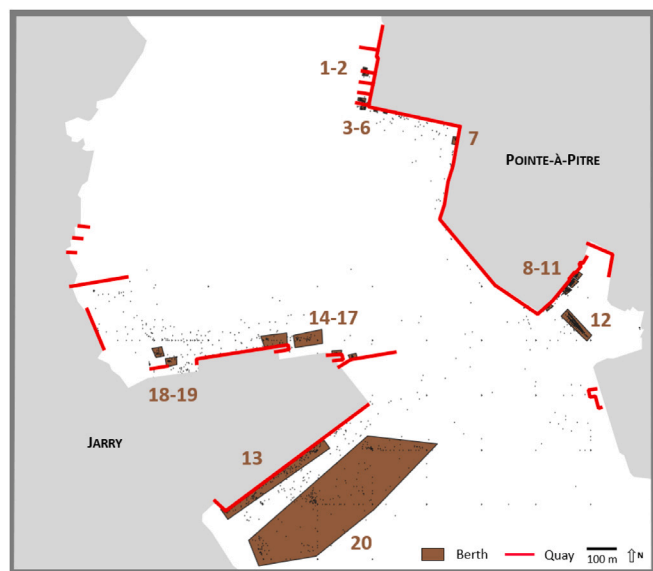 1-2
3-6
7
POINTE-À-PITRE
8-11
12
14-17
18-19
JARRY
13
20
Berth
Quay
100 m
N